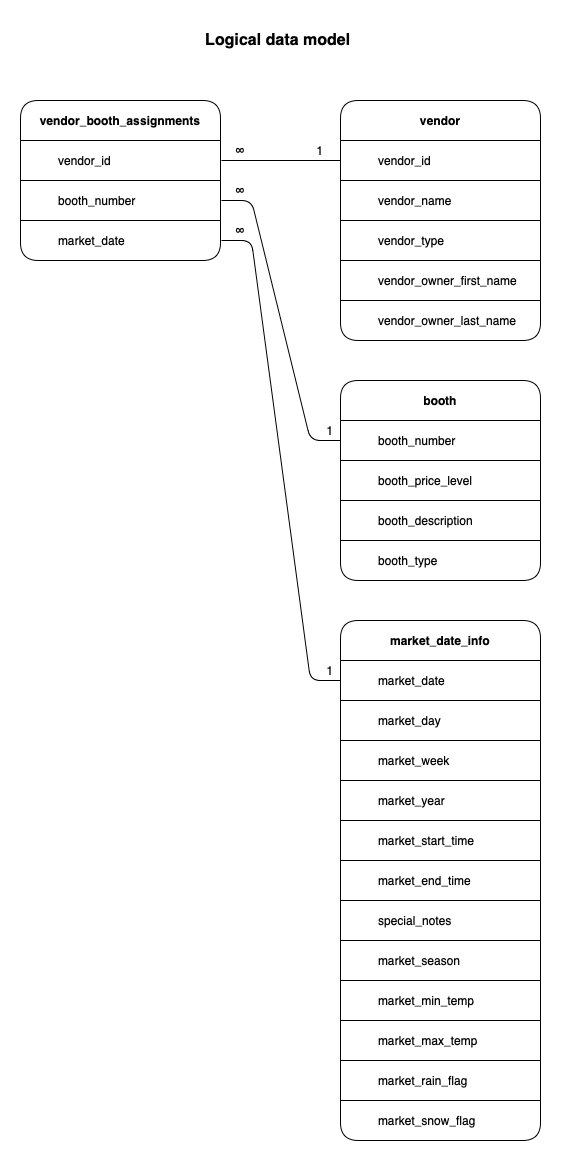 Logical data model
vendor_booth_assignments
vendor_id
booth_number
market_date
∞
1
∞
∞
vendor
vendor_id
vendor_name
vendor_type
vendor_owner_first_name
vendor_owner_last_name
booth
1
booth_number
booth_price_level
booth_description
booth_type
market_date_info
1
market_date
market_day
market_week
market_year
market_start_time
market_end_time
special_notes
market_season
market_min_temp
market_max_temp
market_rain_flag
market_snow_flag